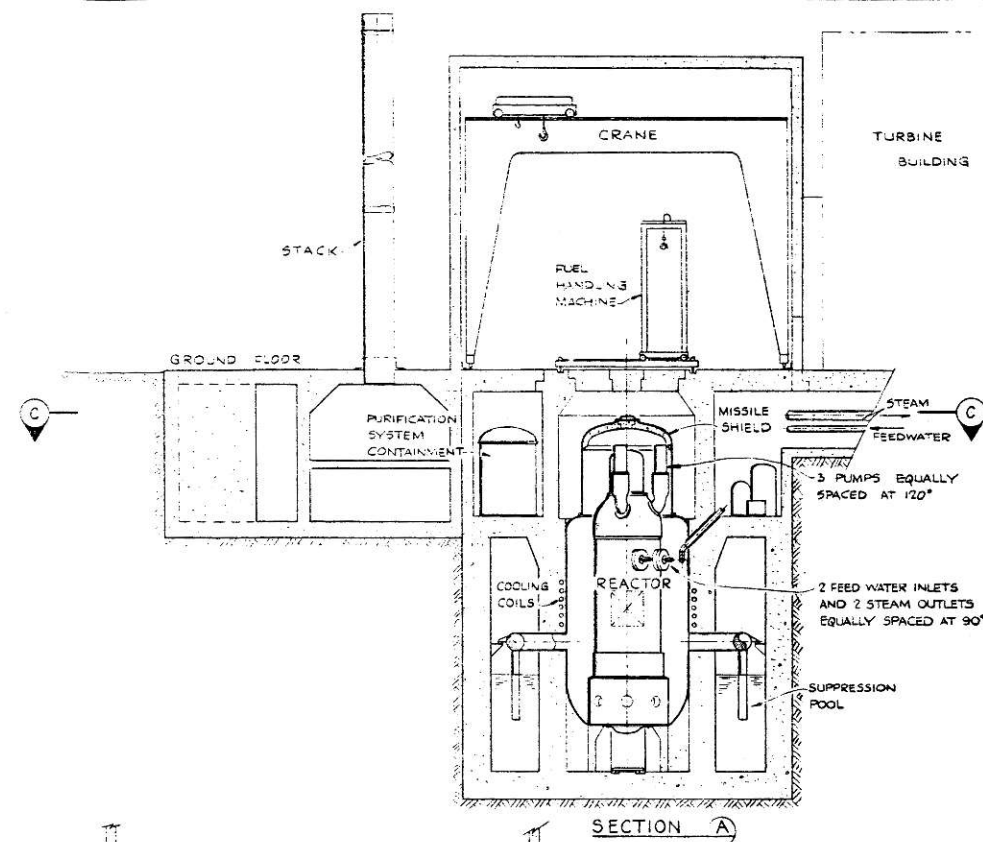 CRANE
TURBINE
BUILDING
STACK
FUEL
HANDLING
MACHINE
GROUND FLOOR
C
PURIFICATION
SYSTEM
CONTAINMENT
MISSILE
SHIELD
STEAM
FEEDWATER
C
3 PUMPS EQUALLY
SPACED AT 120°
COOLING
COILS
REACTOR
2 FEED WATER INLETS
AND 2 STEAM OUTLETS
EQUALLY SPACED AT 90°
SUPPRESSION
POOL
SECTION A